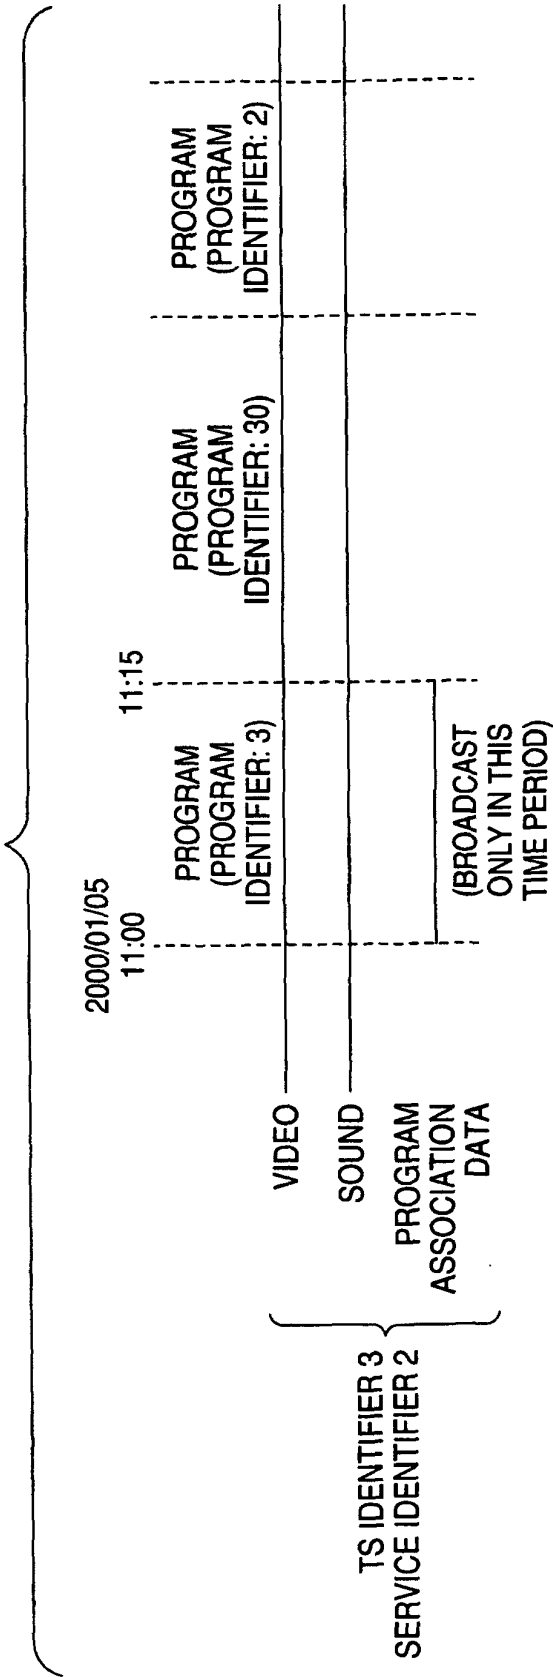 2000/01/05
11:00
11:15
PROGRAM
(PROGRAM
IDENTIFIER: 3)
PROGRAM
(PROGRAM
IDENTIFIER: 30)
PROGRAM
(PROGRAM
IDENTIFIER: 2)
TS IDENTIFIER 3
SERVICE IDENTIFIER 2
VIDEO
SOUND
PROGRAM
ASSOCIATION
DATA
(BROADCAST
ONLY IN THIS
TIME PERIOD)